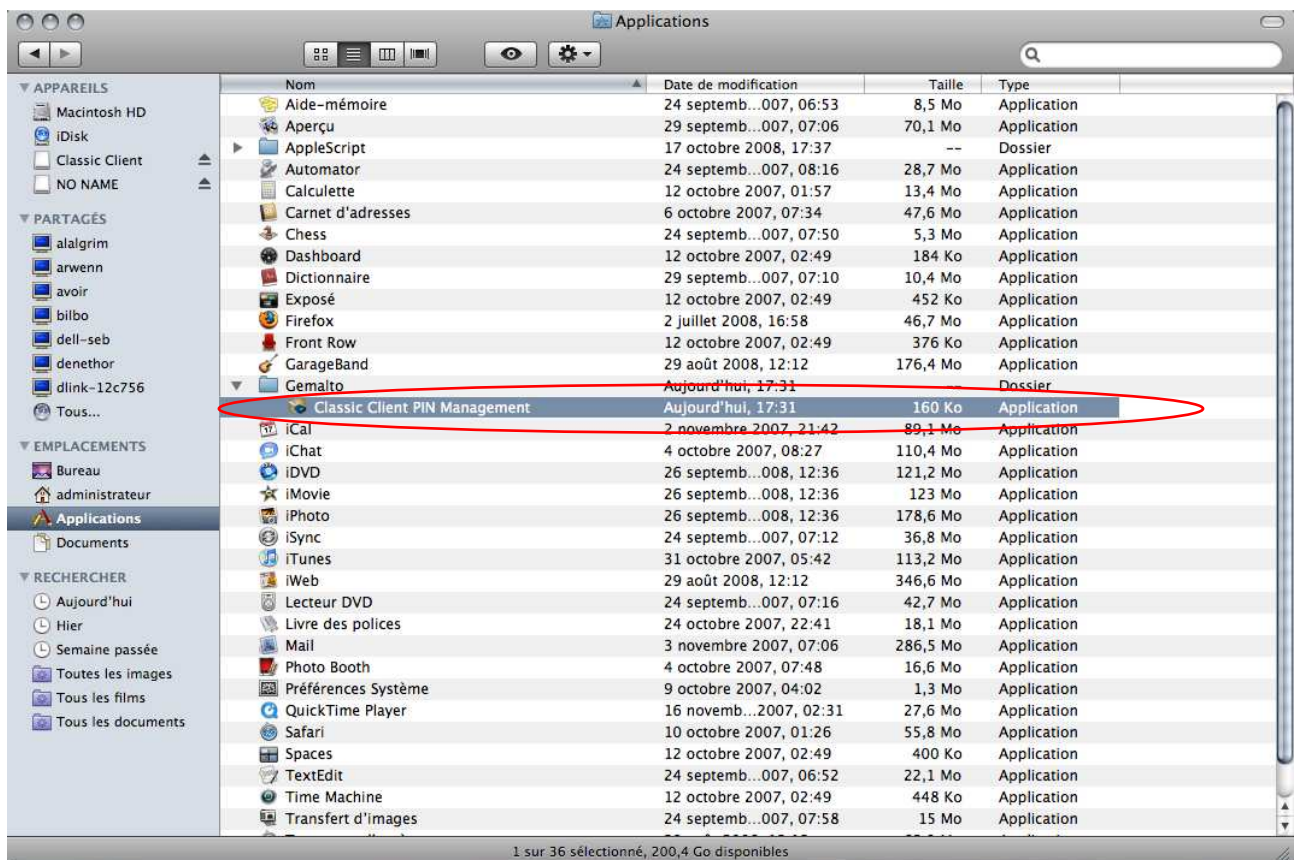 Applications
APPAREILS
Macintosh HD
iDisk
Classic Client
NO NAME
PARTAGÉS
alalgrim
arwenn
avoir
bilbo
dell-seb
denethor
dlink-12c756
Tous...
EMPLACEMENTS
Bureau
administrateur
Applications
Documents
RECHERCHER
Aujourd'hui
Hier
Semaine passée
Toutes les images
Tous les films
Tous les documents
Nom Date de modification Taille Type
Aide-mémoire 24 septemb...007, 06:53 8,5 Mo Application
Aperçu 29 septemb...007, 07:06 70,1 Mo Application
AppleScript 17 octobre 2008, 17:37 -- Dossier
Automator 24 septemb...007, 08:16 28,7 Mo Application
Calculette 12 octobre 2007, 01:57 13,4 Mo Application
Carnet d'adresses 6 octobre 2007, 07:34 47,6 Mo Application
Chess 24 septemb...007, 07:50 5,3 Mo Application
Dashboard 12 octobre 2007, 02:49 184 Ko Application
Dictionnaire 29 septemb...007, 07:10 10,4 Mo Application
Exposé 12 octobre 2007, 02:49 452 Ko Application
Firefox 2 juillet 2008, 16:58 46,7 Mo Application
Front Row 12 octobre 2007, 02:49 376 Ko Application
GarageBand 29 août 2008, 12:12 176,4 Mo Application
Gemalto Aujourd'hui, 17:31 -- Dossier
Classic Client PIN Management Aujourd'hui, 17:31 160 Ko Application
iCal 2 novembre 2007, 21:42 89,1 Mo Application
iChat 4 octobre 2007, 08:27 110,4 Mo Application
iDVD 26 septemb...008, 12:36 121,2 Mo Application
iMovie 26 septemb...008, 12:36 123 Mo Application
iPhoto 26 septemb...008, 12:36 178,6 Mo Application
iSync 24 septemb...007, 07:12 36,8 Mo Application
iTunes 31 octobre 2007, 05:42 113,2 Mo Application
iWeb 29 août 2008, 12:12 346,6 Mo Application
Lecteur DVD 24 septemb...007, 07:16 42,7 Mo Application
Livre des polices 24 octobre 2007, 22:41 18,1 Mo Application
Mail 3 novembre 2007, 07:06 286,5 Mo Application
Photo Booth 4 octobre 2007, 07:48 16,6 Mo Application
Préférences Système 9 octobre 2007, 04:02 1,3 Mo Application
QuickTime Player 16 novemb...2007, 02:31 27,6 Mo Application
Safari 10 octobre 2007, 01:26 55,8 Mo Application
Spaces 12 octobre 2007, 02:49 400 Ko Application
TextEdit 24 septemb...007, 06:52 22,1 Mo Application
Time Machine 12 octobre 2007, 02:49 448 Ko Application
Transfert d'images 24 septemb...007, 07:58 15 Mo Application
1 sur 36 sélectionné, 200,4 Go disponibles